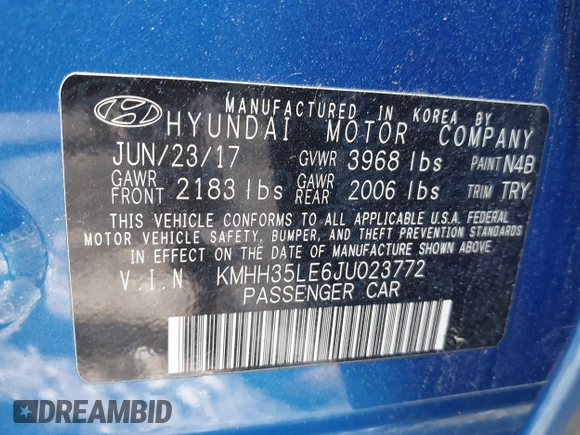 MANUFACTURED IN KOREA BY
HYUNDAI MOTOR COMPANY
JUN/23/17 GVWR 3968 lbs PAINT N4B
GAWR FRONT 2183 lbs GAWR REAR 2006 lbs TRIM TRY
THIS VEHICLE CONFORMS TO ALL APPLICABLE U.S.A. FEDERAL
MOTOR VEHICLE SAFETY, BUMPER, AND THEFT PREVENTION STANDARDS
IN EFFECT ON THE DATE OF MANUFACTURE SHOWN ABOVE.
V.I.N KMHH35LE6JU023772
PASSENGER CAR
DREAMBID